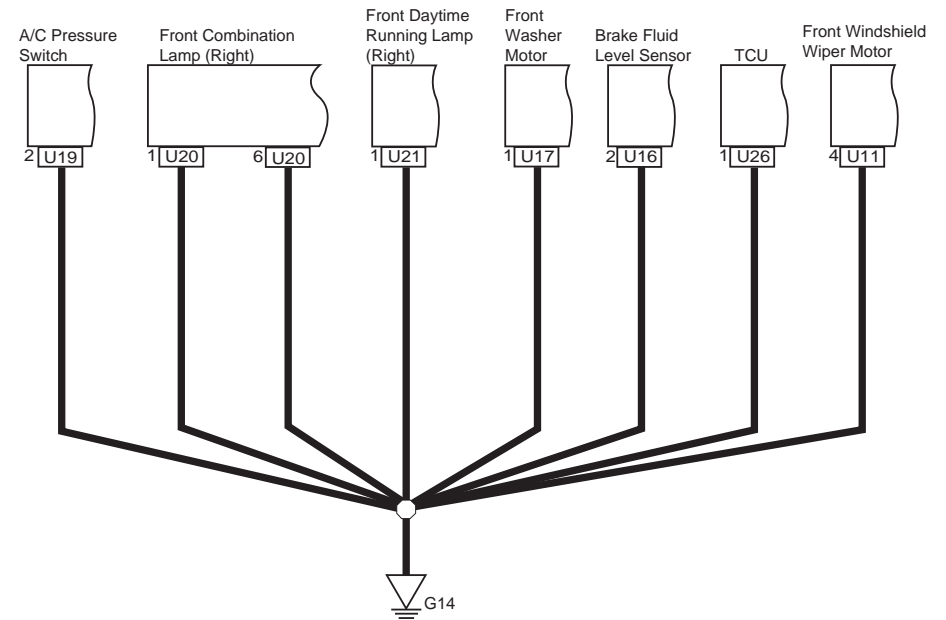 A/C Pressure
Switch
Front Combination
Lamp (Right)
Front Daytime
Running Lamp
(Right)
Front
Washer
Motor
Brake Fluid
Level Sensor
TCU
Front Windshield
Wiper Motor
2 U19
1 U20
6 U20
1 U21
1 U17
2 U16
1 U26
4 U11
G14